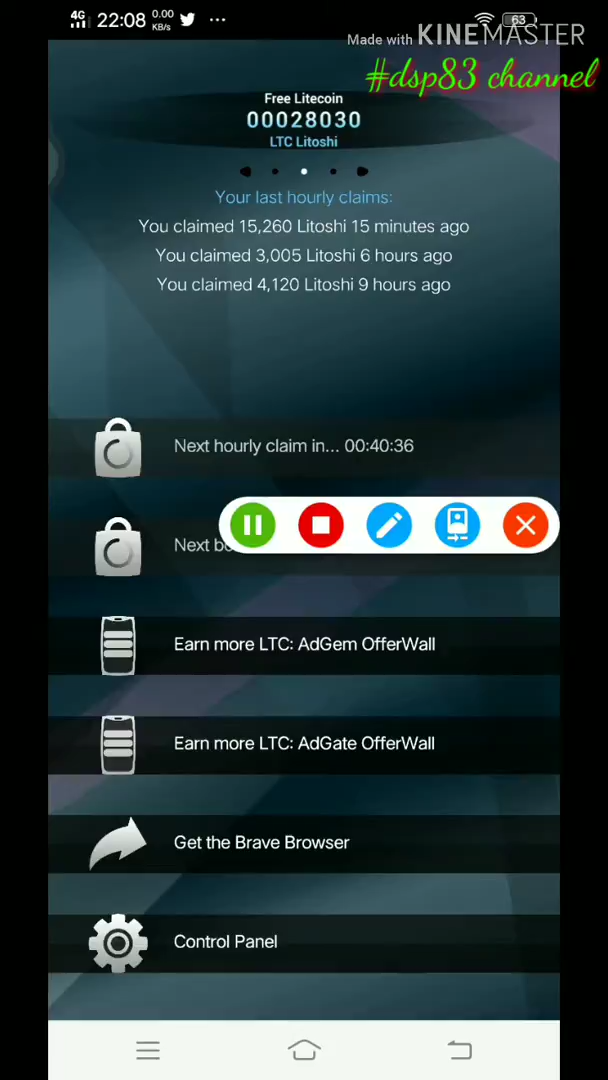 4G 22:08 0.00 KB/s ... 63
Made with KINEMASTER
#dsp83 channel
Free Litecoin
00028030
LTC Litoshi
Your last hourly claims:
You claimed 15,260 Litoshi 15 minutes ago
You claimed 3,005 Litoshi 6 hours ago
You claimed 4,120 Litoshi 9 hours ago
Next hourly claim in... 00:40:36
Next
Earn more LTC: AdGem OfferWall
Earn more LTC: AdGate OfferWall
Get the Brave Browser
Control Panel